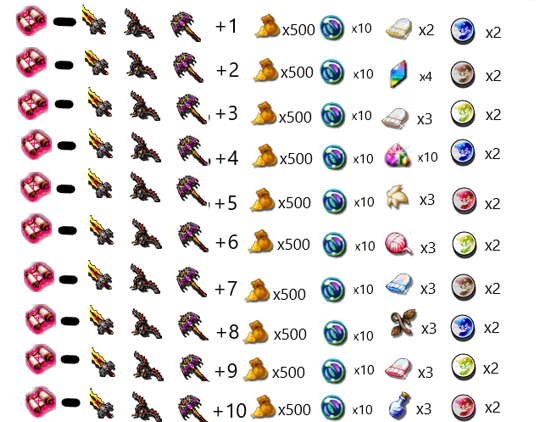 +1 x500 x10 x2 x2
+2 x500 x10 x4 x2
+3 x500 x10 x3 x2
+4 x500 x10 x10 x2
+5 x500 x10 x3 x2
+6 x500 x10 x3 x2
+7 x500 x10 x3 x2
+8 x500 x10 x3 x2
+9 x500 x10 x3 x2
+10 x500 x10 x3 x2